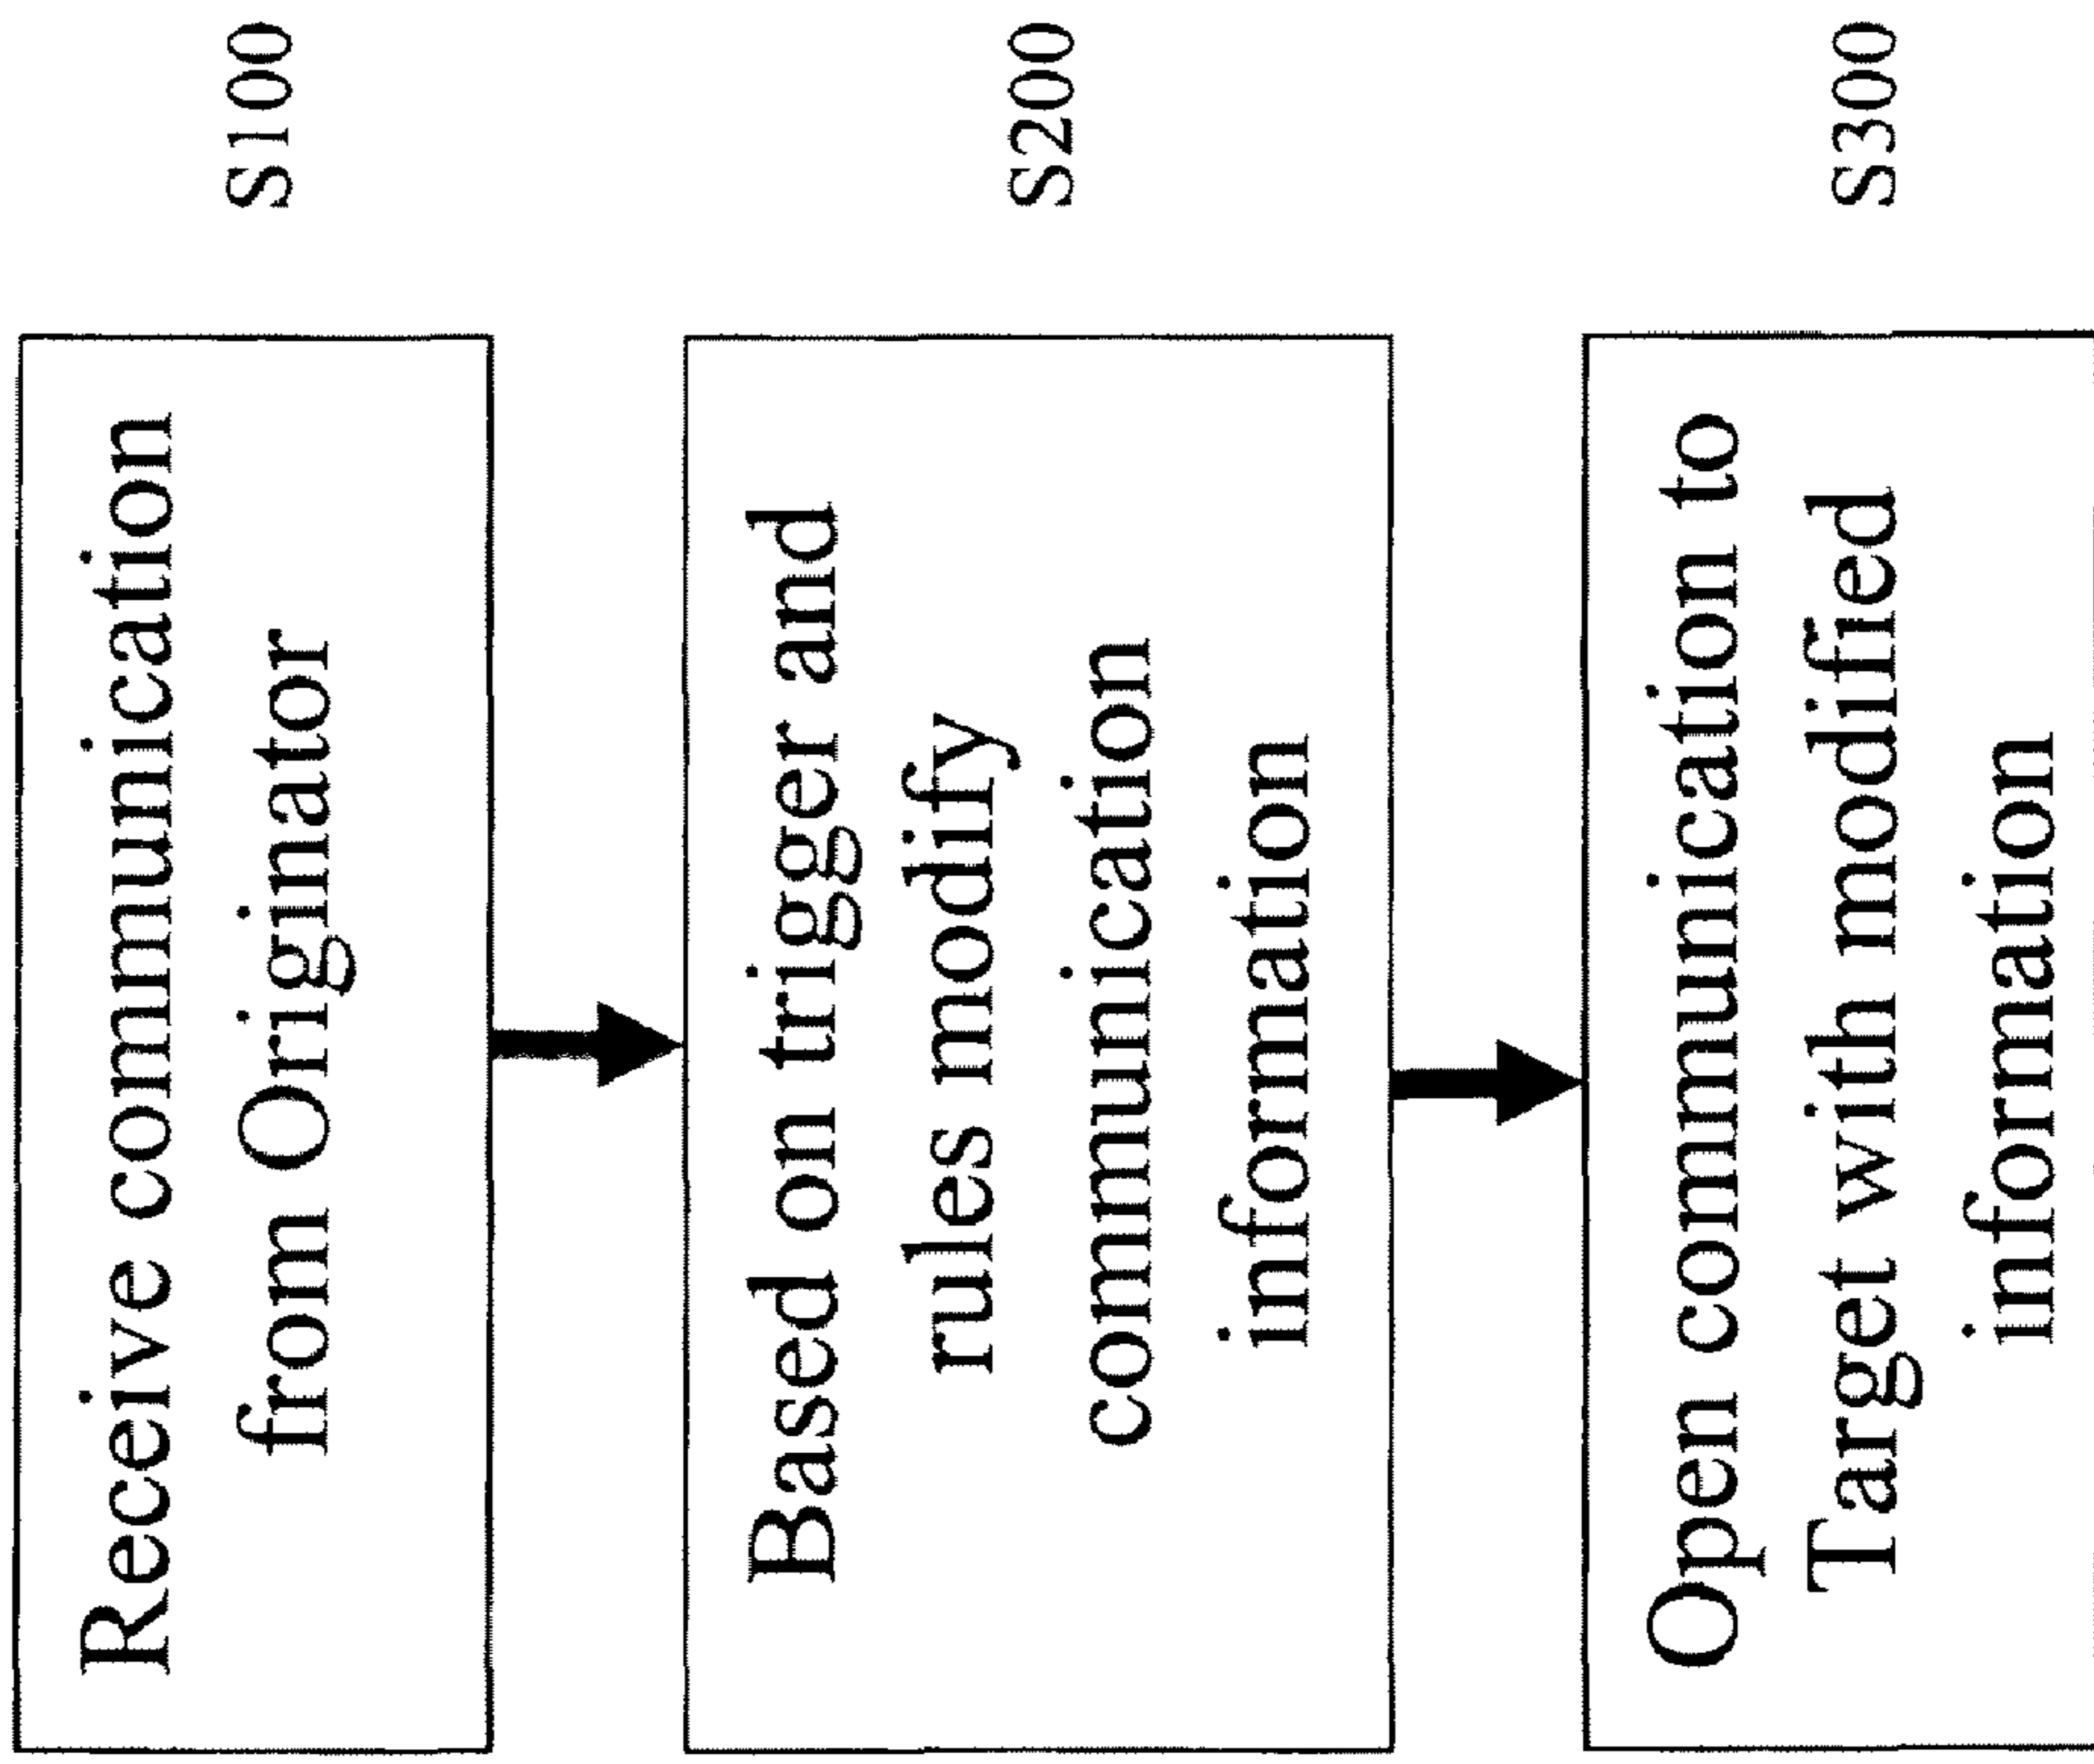 Receive communication
from Originator
S100
Based on trigger and
rules modify
communication
information
S200
Open communication to
Target with modified
information
S300